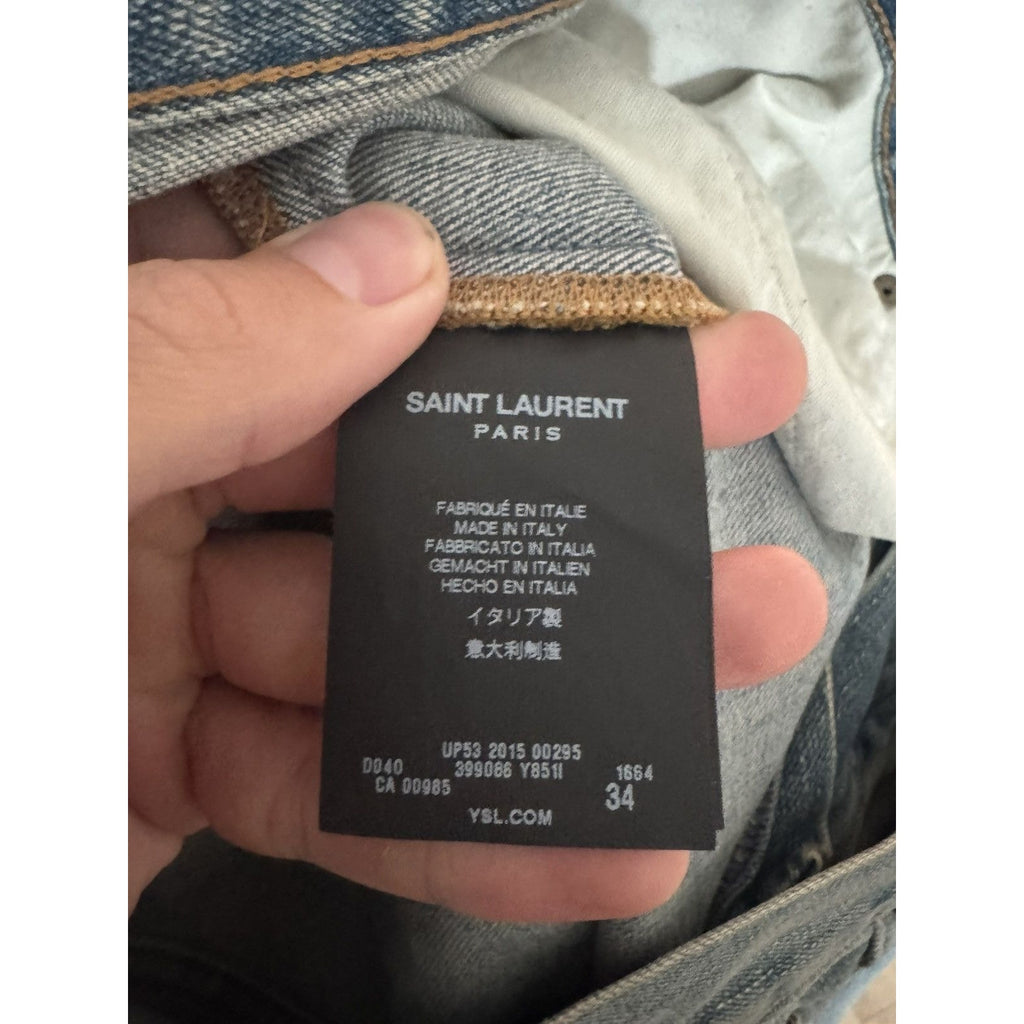 SAINT LAURENT
PARIS
FABRIQUÉ EN ITALIE
MADE IN ITALY
FABBRICATO IN ITALIA
GEMACHT IN ITALIEN
HECHO EN ITALIA
イタリア製
意大利制造
UP53 2015 00295
D040 399086 Y851I 1664
CA 00985 34
YSL.COM